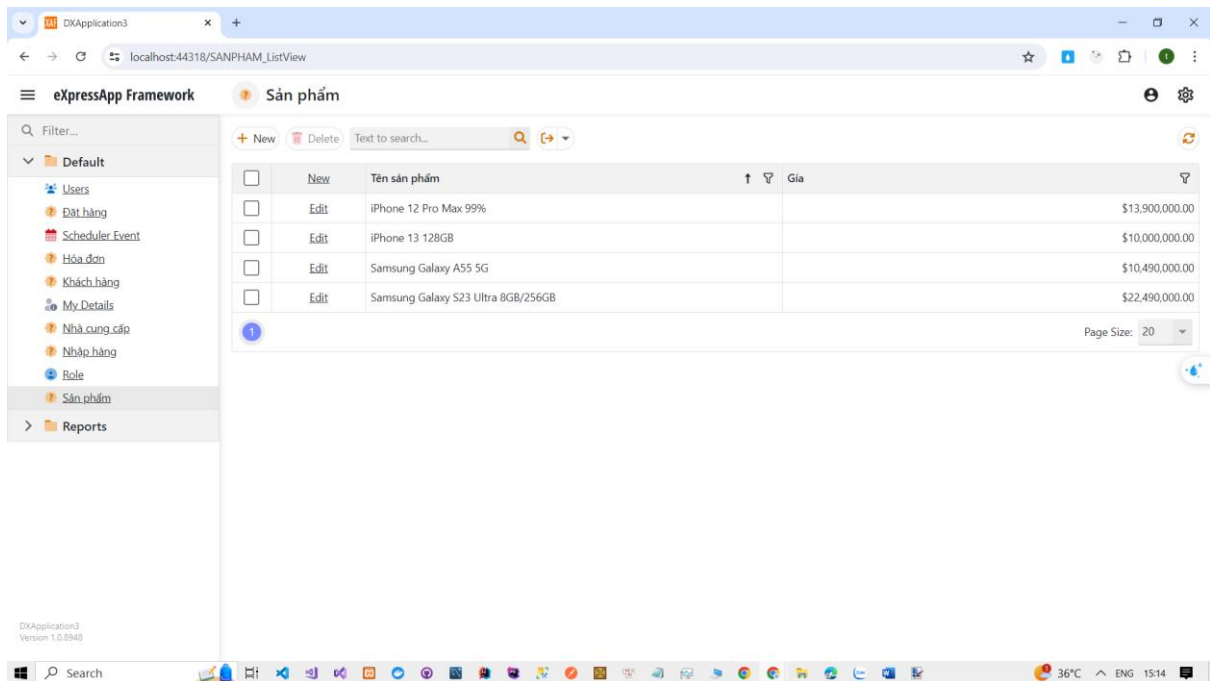 DXApplication3
localhost:44318/SANPHAM_ListView
t
eXpressApp Framework
Sản phẩm
Filter...
New
Delete
Text to search...
Default
Users
Đặt hàng
Scheduler Event
Hóa đơn
Khách hàng
My Details
Nhà cung cấp
Nhập hàng
Role
Sản phẩm
Reports
New Tên sản phẩm Gía
Edit iPhone 12 Pro Max 99% $13,900,000.00
Edit iPhone 13 128GB $10,000,000.00
Edit Samsung Galaxy A55 5G $10,490,000.00
Edit Samsung Galaxy S23 Ultra 8GB/256GB $22,490,000.00
1 Page Size: 20
DXApplication3
Version 1.0.8948
Search 36°C ENG 15:14